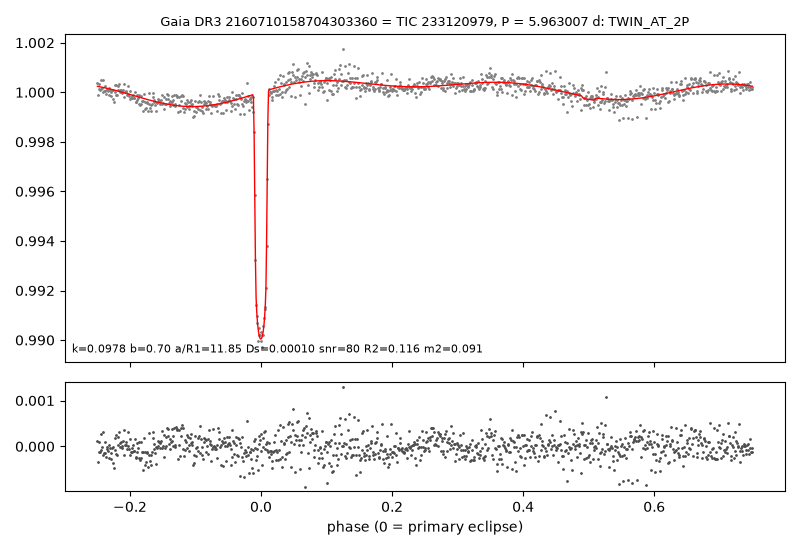 Gaia DR3 2160710158704303360 = TIC 233120979, P = 5.963007 d: TWIN_AT_2P
1.002
1.000
0.998
0.996
0.994
0.992
0.990
k=0.0978 b=0.70 a/R1=11.85 Ds=0.00010 snr=80 R2=0.116 m2=0.091
0.001
0.000
−0.2 0.0 0.2 0.4 0.6
phase (0 = primary eclipse)